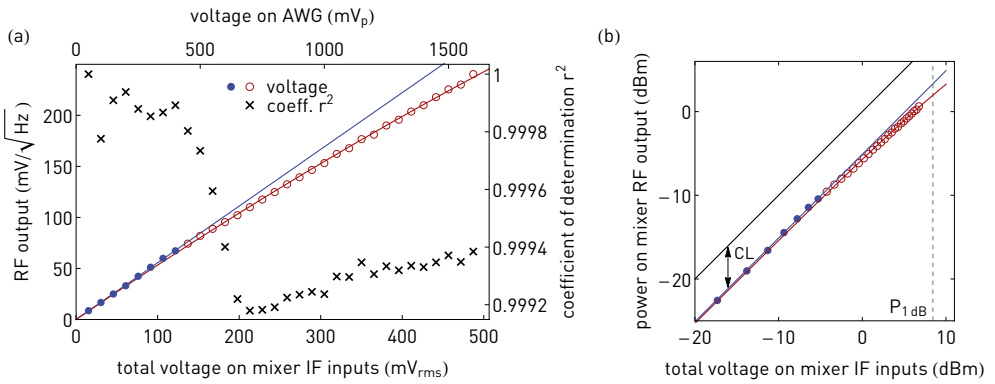 voltage on AWG (mVp)
(a)
0 500 1000 1500
RF output (mV/√Hz)
200
150
100
50
0
voltage
coeff. r²
1
0.9998
0.9996
0.9994
0.9992
coefficient of determination r²
0 100 200 300 400 500
total voltage on mixer IF inputs (mVrms)
(b)
power on mixer RF output (dBm)
0
−10
−20
CL
P1dB
−20 −10 0 10
total voltage on mixer IF inputs (dBm)